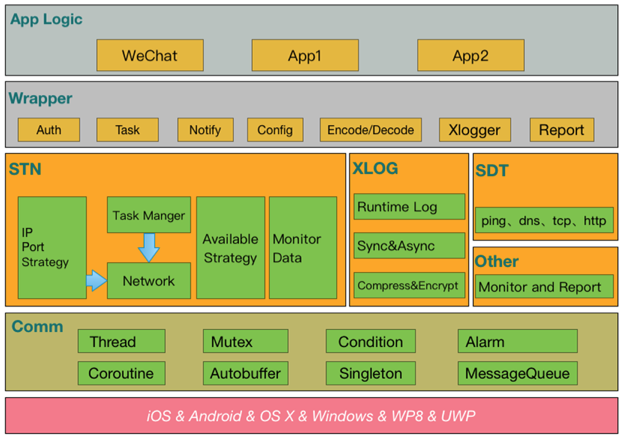 App Logic
WeChat
App1
App2
Wrapper
Auth
Task
Notify
Config
Encode/Decode
Xlogger
Report
STN
IP
Port
Strategy
Task Manger
Network
Available
Strategy
Monitor
Data
XLOG
Runtime Log
Sync&Async
Compress&Encrypt
SDT
ping、dns、tcp、http
Other
Monitor and Report
Comm
Thread
Mutex
Condition
Alarm
Coroutine
Autobuffer
Singleton
MessageQueue
iOS & Android & OS X & Windows & WP8 & UWP